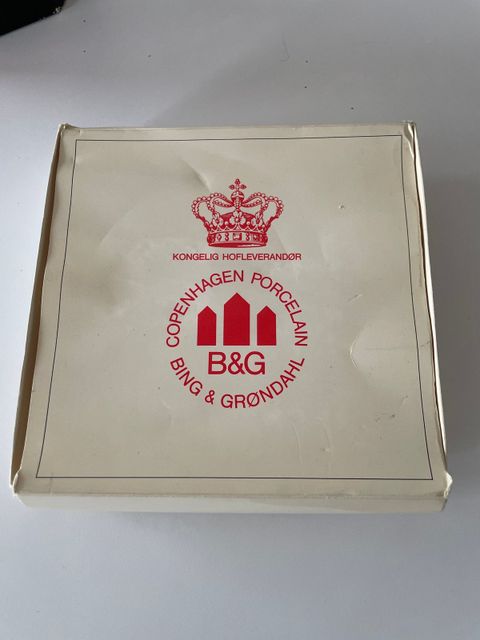 KONGELIG HOFLEVERANDØR
COPENHAGEN PORCELAIN
B&G
BING & GRØNDAHL